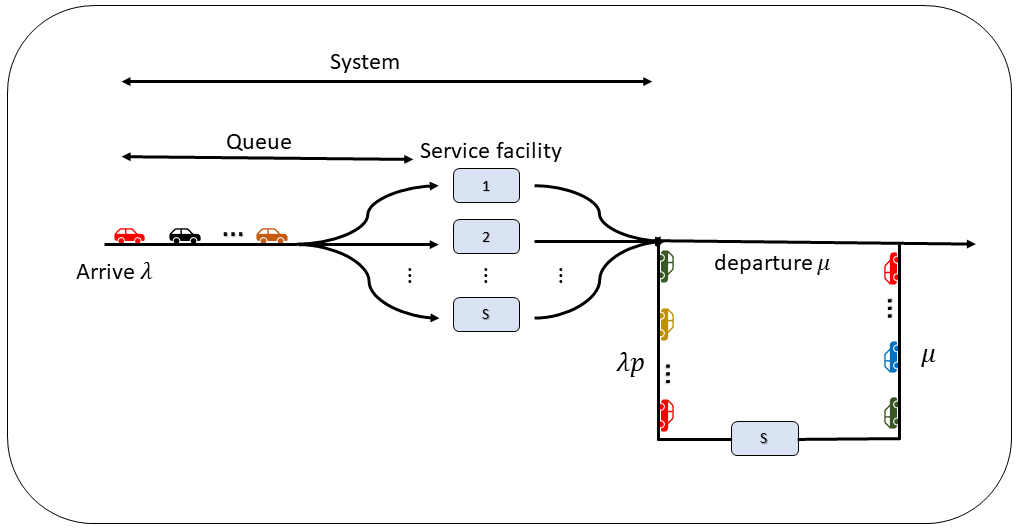 System
Queue
Service facility
1
2
...
Arrive λ
departure μ
⋮ ⋮ ⋮
S
...
λp
μ
...
S